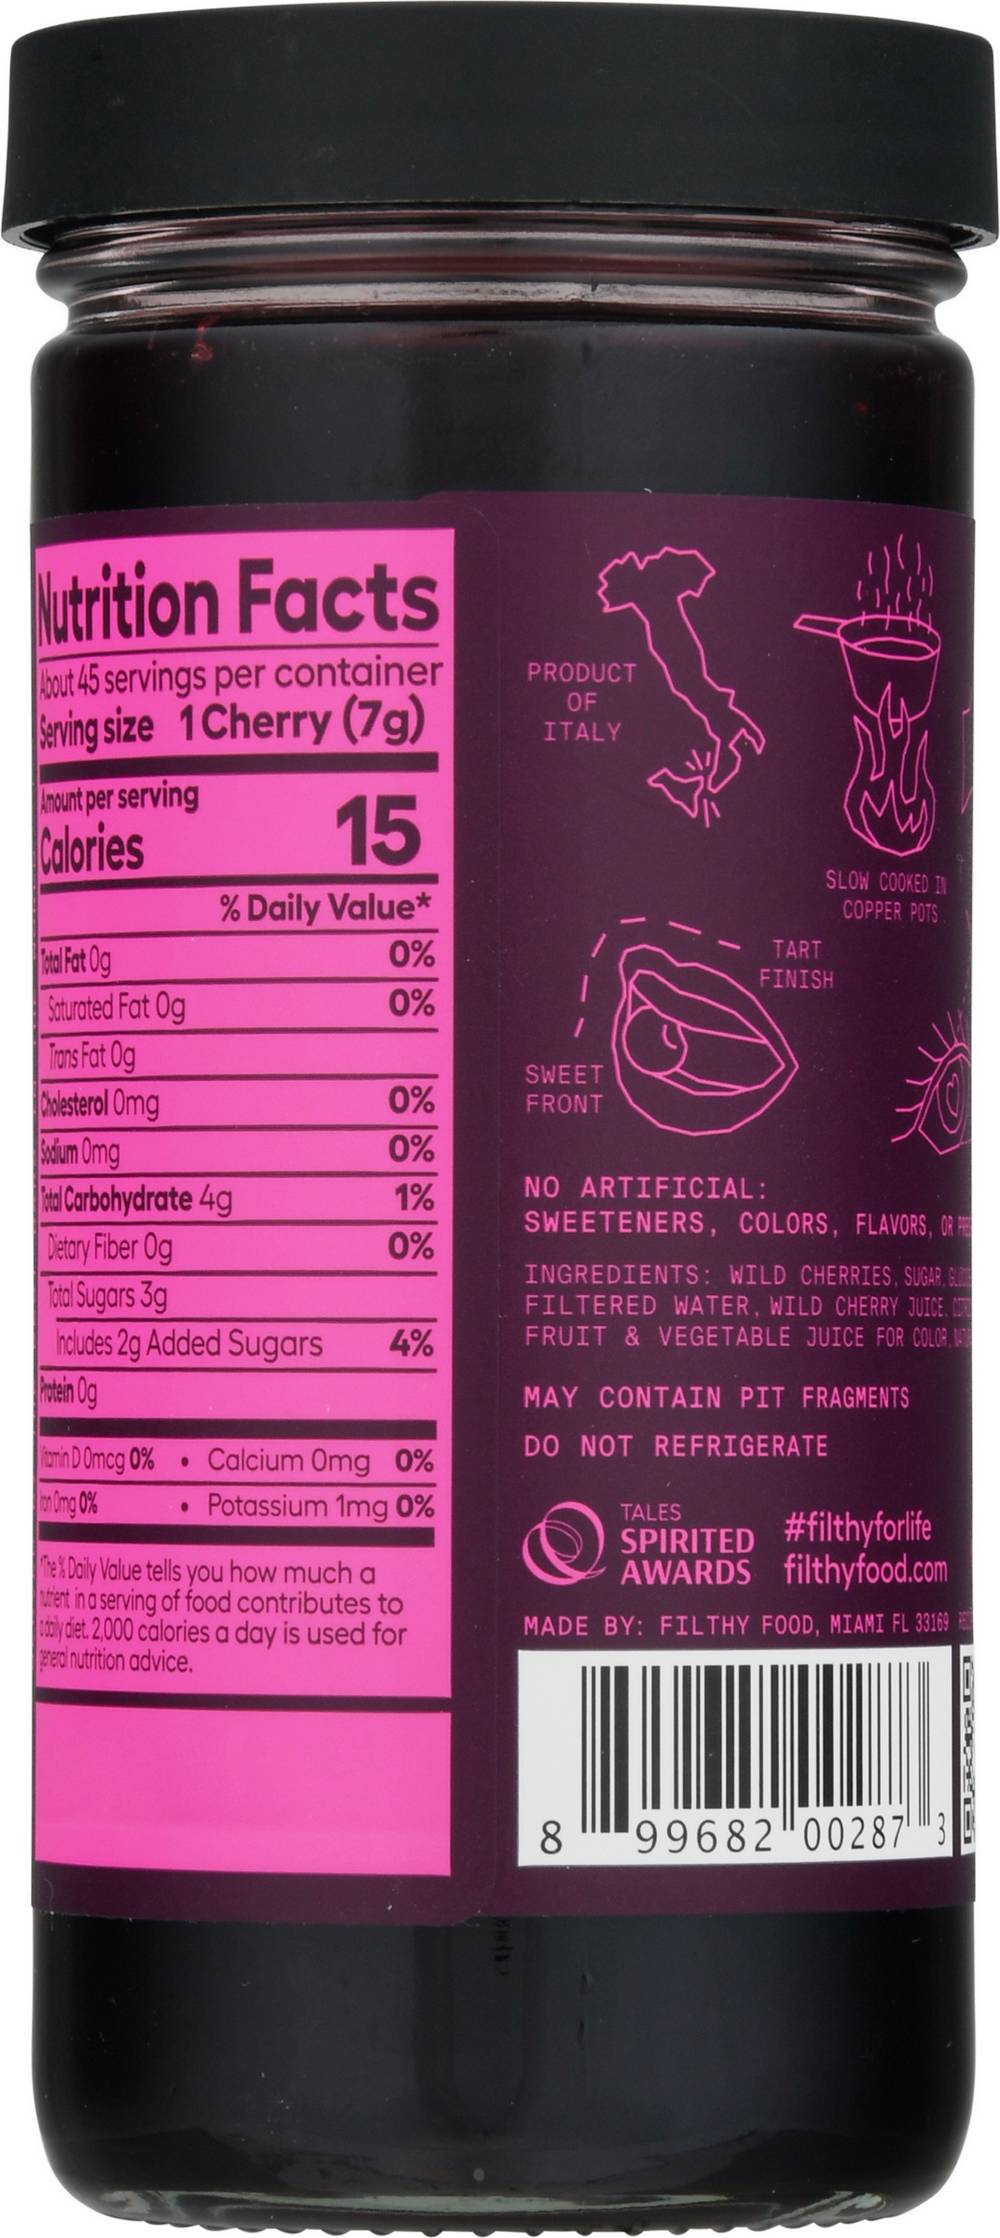 Nutrition Facts
About 45 servings per container
Serving size 1 Cherry (7g)
Amount per serving
Calories 15
% Daily Value*
Total Fat 0g 0%
Saturated Fat 0g 0%
Trans Fat 0g
Cholesterol 0mg 0%
Sodium 0mg 0%
Total Carbohydrate 4g 1%
Dietary Fiber 0g 0%
Total Sugars 3g
Includes 2g Added Sugars 4%
Protein 0g
Vitamin D 0mcg 0% • Calcium 0mg 0%
Iron 0mg 0% • Potassium 1mg 0%
*The % Daily Value tells you how much a
nutrient in a serving of food contributes to
a daily diet. 2,000 calories a day is used for
general nutrition advice.
PRODUCT
OF
ITALY
SLOW COOKED IN
COPPER POTS
TART
FINISH
SWEET
FRONT
NO ARTIFICIAL:
SWEETENERS, COLORS, FLAVORS, OR
INGREDIENTS: WILD CHERRIES, SUGAR,
FILTERED WATER, WILD CHERRY JUICE,
FRUIT & VEGETABLE JUICE FOR COLOR,
MAY CONTAIN PIT FRAGMENTS
DO NOT REFRIGERATE
TALES
SPIRITED
AWARDS
#filthyforlife
filthyfood.com
MADE BY: FILTHY FOOD, MIAMI FL 33169
8 99682 00287 3